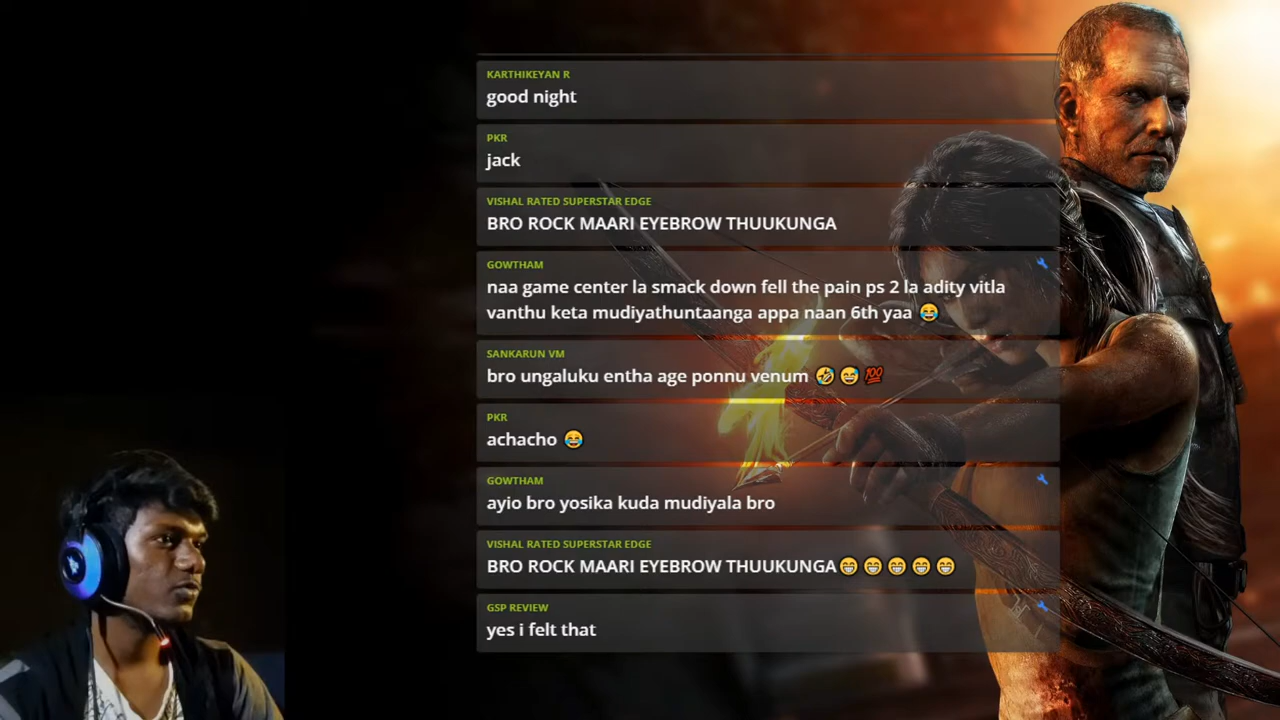 KARTHIKEYAN R
good night
PKR
jack
VISHAL RATED SUPERSTAR EDGE
BRO ROCK MAARI EYEBROW THUUKUNGA
GOWTHAM
naa game center la smack down fell the pain ps 2 la adity vitla
vanthu keta mudiyathuntaanga appa naan 6th yaa 😂
SANKARUN VM
bro ungaluku entha age ponnu venum 🤣 😅 💯
PKR
achacho 😂
GOWTHAM
ayio bro yosika kuda mudiyala bro
VISHAL RATED SUPERSTAR EDGE
BRO ROCK MAARI EYEBROW THUUKUNGA😁 😁 😁 😁 😁
GSP REVIEW
yes i felt that